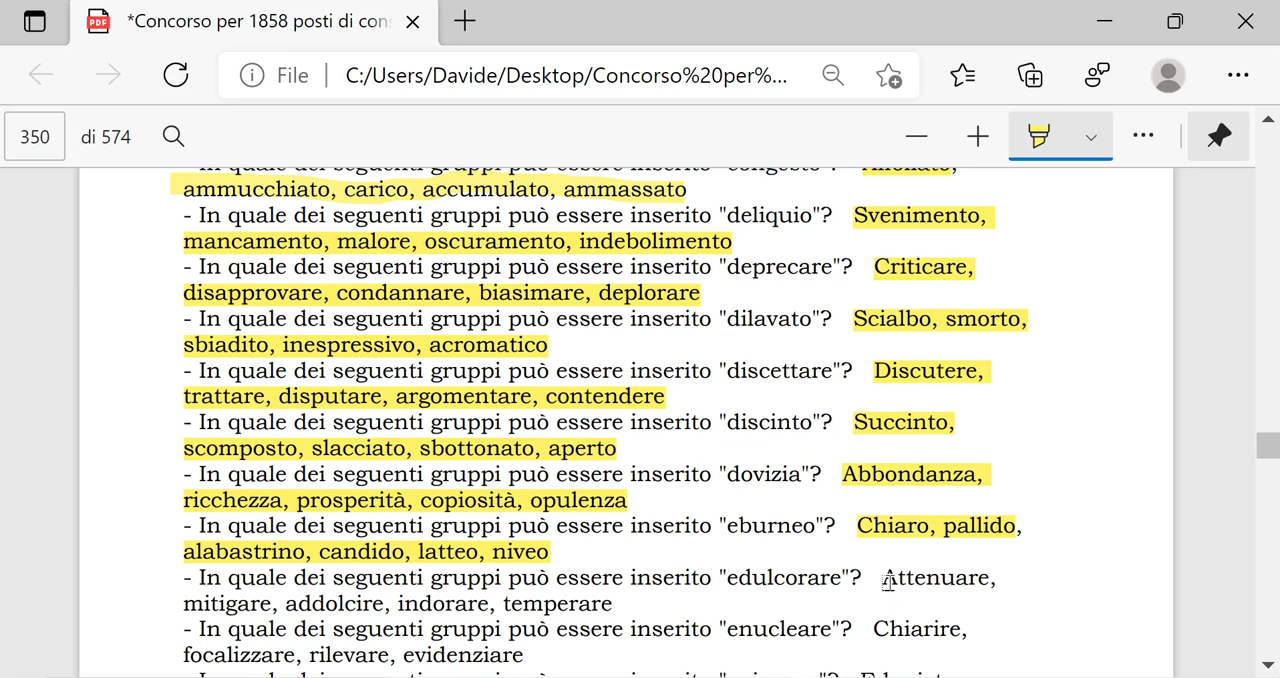 *Concorso per 1858 posti di con
File
C:/Users/Davide/Desktop/Concorso%20per%...
350 di 574
ammucchiato, carico, accumulato, ammassato
- In quale dei seguenti gruppi può essere inserito "deliquio"? Svenimento,
mancamento, malore, oscuramento, indebolimento
- In quale dei seguenti gruppi può essere inserito "deprecare"? Criticare,
disapprovare, condannare, biasimare, deplorare
- In quale dei seguenti gruppi può essere inserito "dilavato"? Scialbo, smorto,
sbiadito, inespressivo, acromatico
- In quale dei seguenti gruppi può essere inserito "discettare"? Discutere,
trattare, disputare, argomentare, contendere
- In quale dei seguenti gruppi può essere inserito "discinto"? Succinto,
scomposto, slacciato, sbottonato, aperto
- In quale dei seguenti gruppi può essere inserito "dovizia"? Abbondanza,
ricchezza, prosperità, copiosità, opulenza
- In quale dei seguenti gruppi può essere inserito "eburneo"? Chiaro, pallido,
alabastrino, candido, latteo, niveo
- In quale dei seguenti gruppi può essere inserito "edulcorare"? Attenuare,
mitigare, addolcire, indorare, temperare
- In quale dei seguenti gruppi può essere inserito "enucleare"? Chiarire,
focalizzare, rilevare, evidenziare